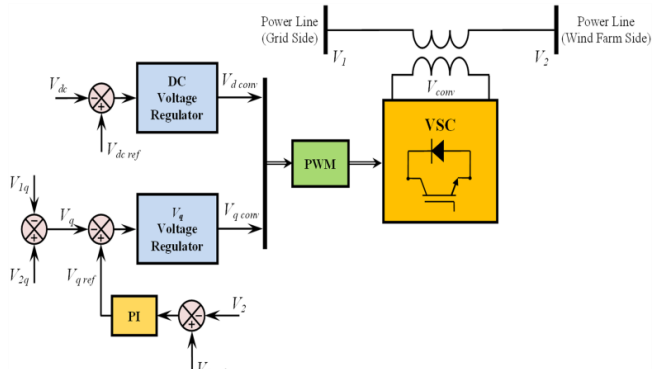 Power Line
(Grid Side)
Power Line
(Wind Farm Side)
V1
V2
Vconv
VSC
Vdc
DC
Voltage
Regulator
Vd conv
Vdc ref
PWM
V1q
Vq
V2q
Vq
Voltage
Regulator
Vq conv
Vq ref
PI
V2